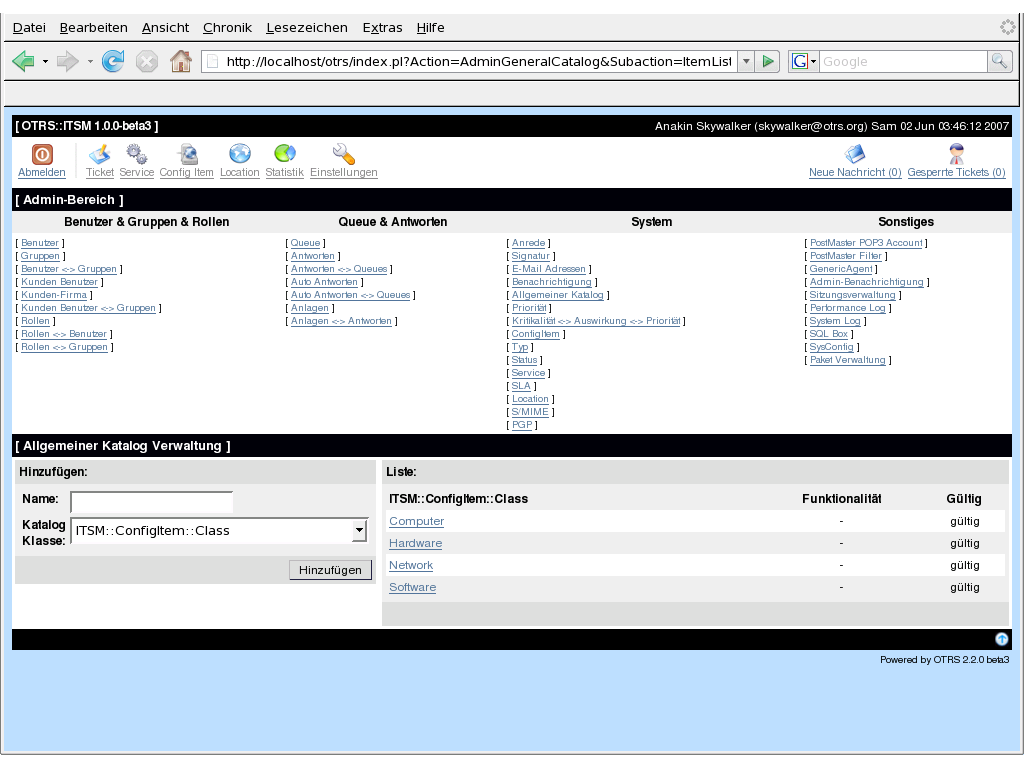 Datei Bearbeiten Ansicht Chronik Lesezeichen Extras Hilfe
http://localhost/otrs/index.pl?Action=AdminGeneralCatalog&Subaction=ItemList
G Google
[ OTRS::ITSM 1.0.0-beta3 ] Anakin Skywalker (skywalker@otrs.org) Sam 02 Jun 03:46:12 2007
Abmelden Ticket Service Config Item Location Statistik Einstellungen Neue Nachricht (0) Gesperrte Tickets (0)
[ Admin-Bereich ]
Benutzer & Gruppen & Rollen Queue & Antworten System Sonstiges
[ Benutzer ] [ Queue ] [ Anrede ] [ PostMaster POP3 Account ]
[ Gruppen ] [ Antworten ] [ Signatur ] [ PostMaster Filter ]
[ Benutzer <-> Gruppen ] [ Antworten <-> Queues ] [ E-Mail Adressen ] [ GenericAgent ]
[ Kunden Benutzer ] [ Auto Antworten ] [ Benachrichtigung ] [ Admin-Benachrichtigung ]
[ Kunden-Firma ] [ Auto Antworten <-> Queues ] [ Allgemeiner Katalog ] [ Sitzungsverwaltung ]
[ Kunden Benutzer <-> Gruppen ] [ Anlagen ] [ Priorität ] [ Performance Log ]
[ Rollen ] [ Anlagen <-> Antworten ] [ Kritikalität <-> Auswirkung <-> Priorität ] [ System Log ]
[ Rollen <-> Benutzer ] [ ConfigItem ] [ SQL Box ]
[ Rollen <-> Gruppen ] [ Typ ] [ SysConfig ]
[ Status ] [ Paket Verwaltung ]
[ Service ]
[ SLA ]
[ Location ]
[ S/MIME ]
[ PGP ]
[ Allgemeiner Katalog Verwaltung ]
Hinzufügen: Liste:
Name: ITSM::ConfigItem::Class Funktionalität Gültig
Katalog Klasse: ITSM::ConfigItem::Class
Hinzufügen
Computer - gültig
Hardware - gültig
Network - gültig
Software - gültig
Powered by OTRS 2.2.0 beta3